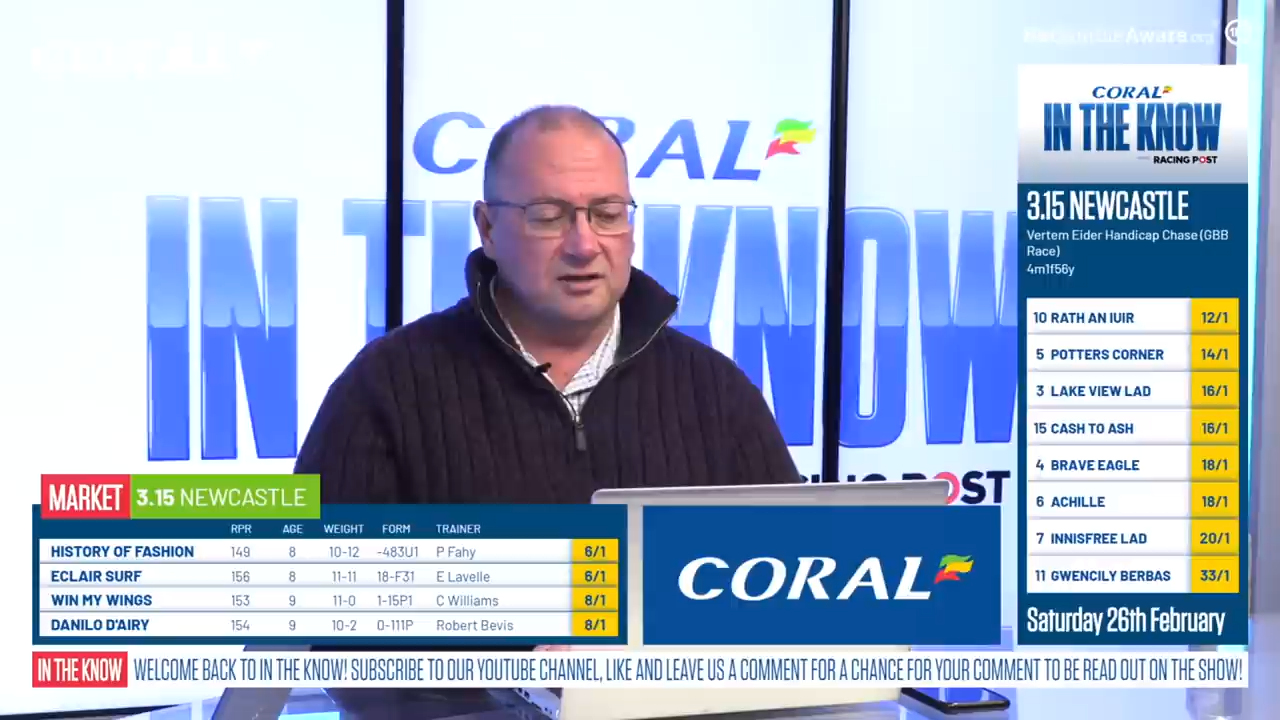 BeGambleAware.org 18
CORAL
IN THE KNOW
RACING POST
3.15 NEWCASTLE
Vertem Eider Handicap Chase (GBB
Race)
4m1f56y
10 RATH AN IUIR 12/1
5 POTTERS CORNER 14/1
3 LAKE VIEW LAD 16/1
15 CASH TO ASH 16/1
4 BRAVE EAGLE 18/1
6 ACHILLE 18/1
7 INNISFREE LAD 20/1
11 GWENCILY BERBAS 33/1
Saturday 26th February
CORAL
IN THE KNOW
OST
MARKET 3.15 NEWCASTLE
RPR AGE WEIGHT FORM TRAINER
HISTORY OF FASHION 149 8 10-12 -483U1 P Fahy 6/1
ECLAIR SURF 156 8 11-11 18-F31 E Lavelle 6/1
WIN MY WINGS 153 9 11-0 1-15P1 C Williams 8/1
DANILO D'AIRY 154 9 10-2 0-111P Robert Bevis 8/1
CORAL
IN THE KNOW WELCOME BACK TO IN THE KNOW! SUBSCRIBE TO OUR YOUTUBE CHANNEL, LIKE AND LEAVE US A COMMENT FOR A CHANCE FOR YOUR COMMENT TO BE READ OUT ON THE SHOW!